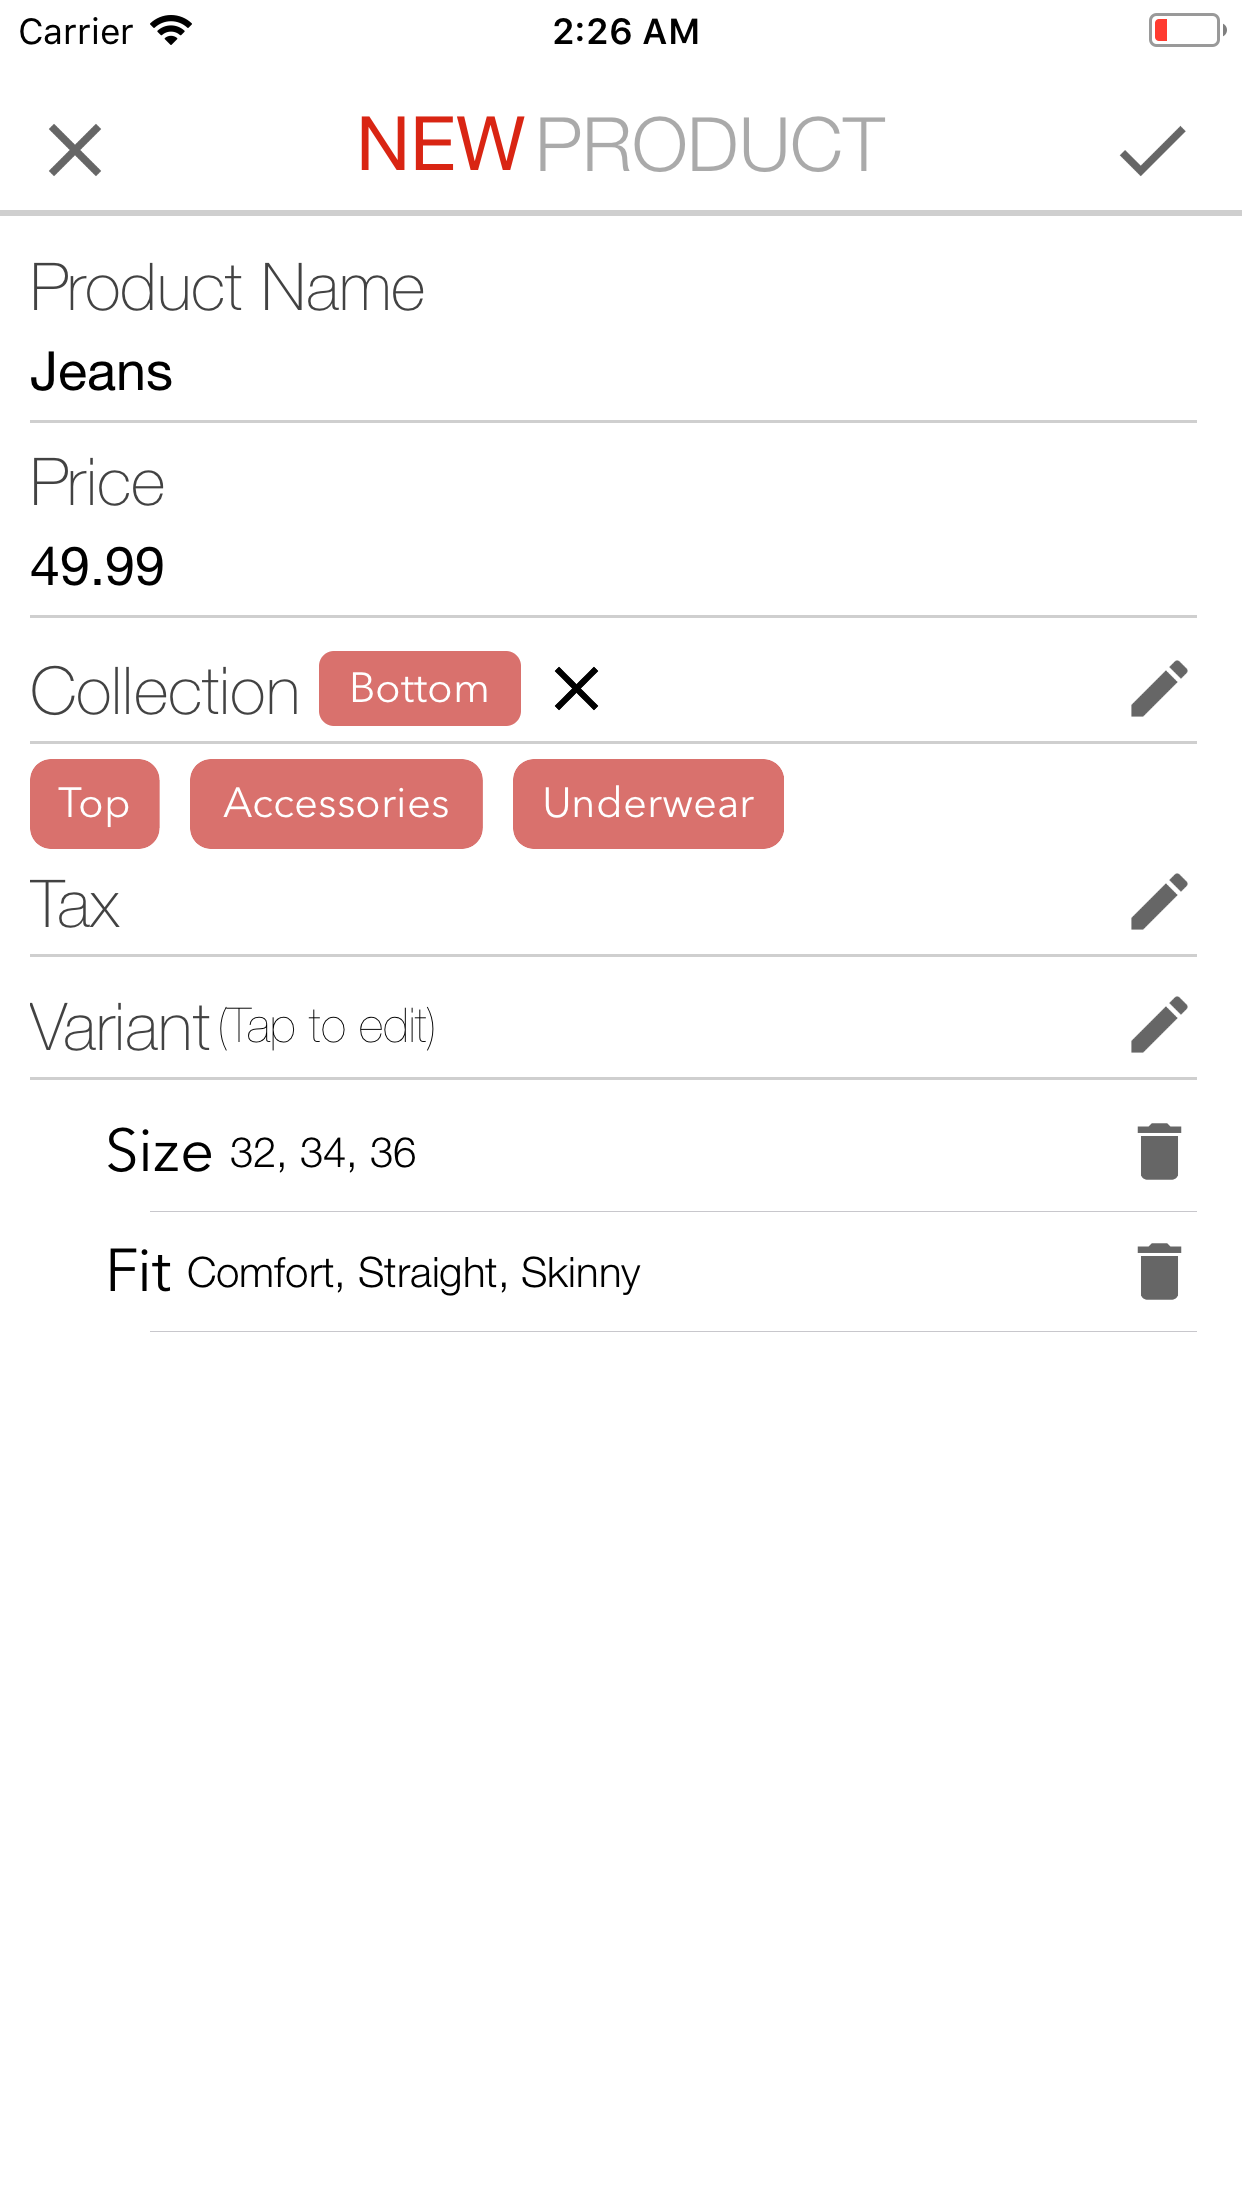 Carrier 2:26 AM
NEW PRODUCT
Product Name
Jeans
Price
49.99
Collection Bottom
Top Accessories Underwear
Tax
Variant (Tap to edit)
Size 32, 34, 36
Fit Comfort, Straight, Skinny